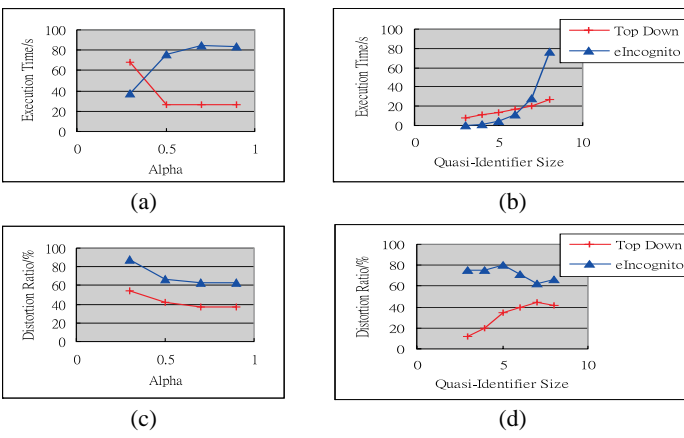 Execution Time/s
100
80
60
40
20
0
0
0.5
1
Alpha
(a)
Execution Time/s
100
80
60
40
20
0
0
5
10
Quasi-Identifier Size
Top Down
eIncognito
(b)
Distortion Ratio/%
100
80
60
40
20
0
0
0.5
1
Alpha
(c)
Distortion Ratio/%
100
80
60
40
20
0
0
5
10
Quasi-Identifier Size
Top Down
eIncognito
(d)